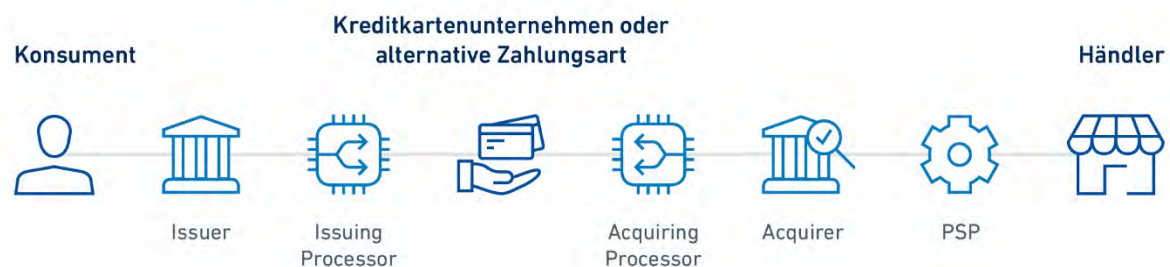 Kreditkartenunternehmen oder
alternative Zahlungsart
Konsument
Händler
Issuer
Issuing
Processor
Acquiring
Processor
Acquirer
PSP